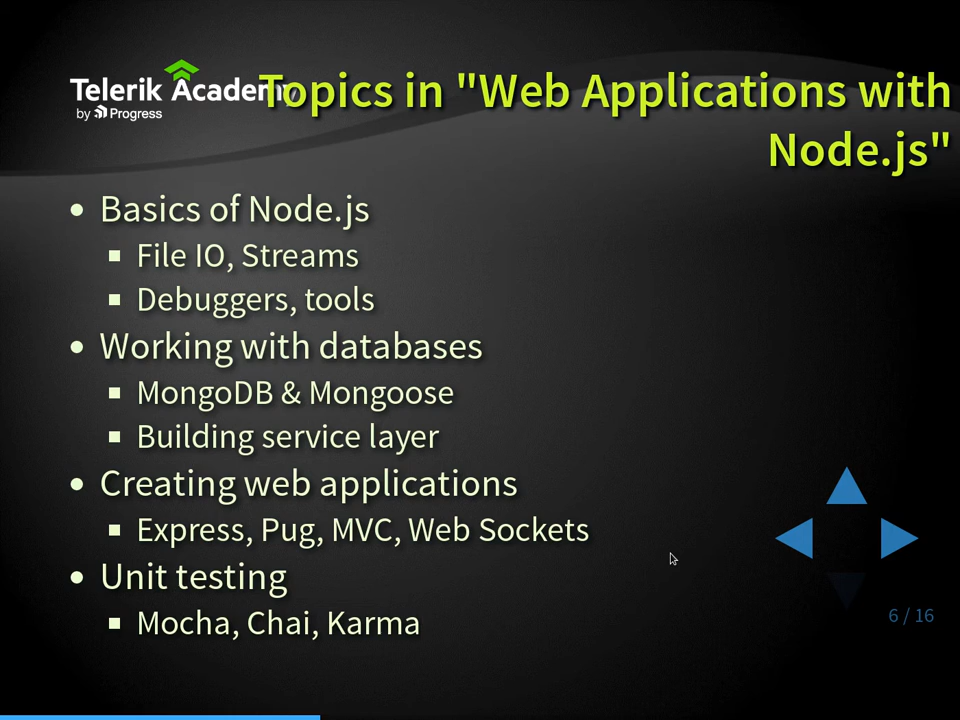 Telerik Academy
by Progress
Topics in "Web Applications with
Node.js"
Basics of Node.js
File IO, Streams
Debuggers, tools
Working with databases
MongoDB & Mongoose
Building service layer
Creating web applications
Express, Pug, MVC, Web Sockets
Unit testing
Mocha, Chai, Karma
6 / 16